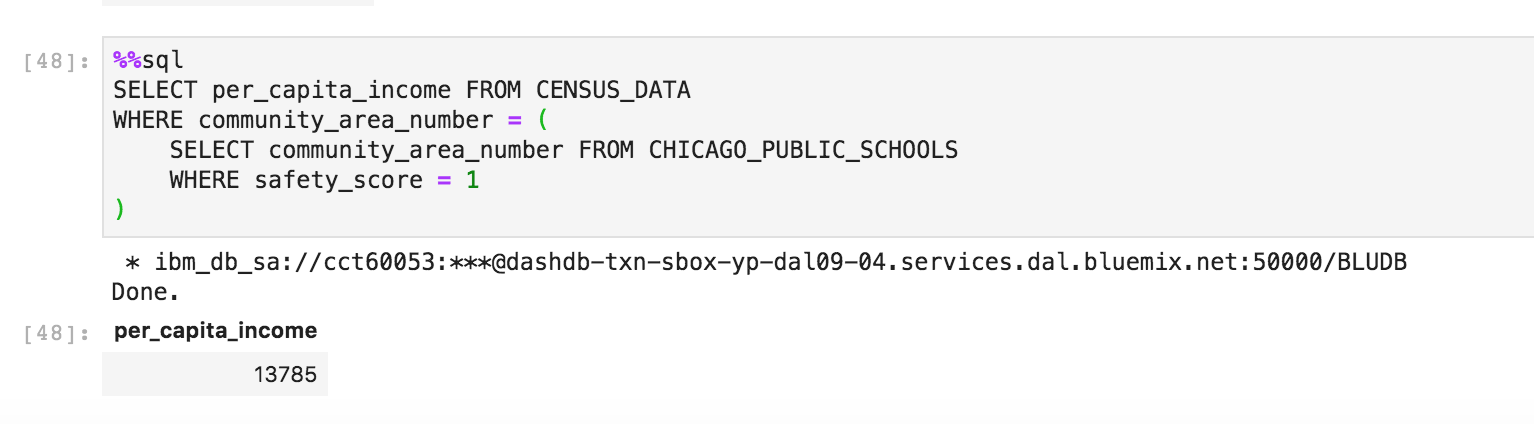 [48]: %%sql
SELECT per_capita_income FROM CENSUS_DATA
WHERE community_area_number = (
    SELECT community_area_number FROM CHICAGO_PUBLIC_SCHOOLS
    WHERE safety_score = 1
)
* ibm_db_sa://cct60053:***@dashdb-txn-sbox-yp-dal09-04.services.dal.bluemix.net:50000/BLUDB
Done.
[48]: per_capita_income
13785